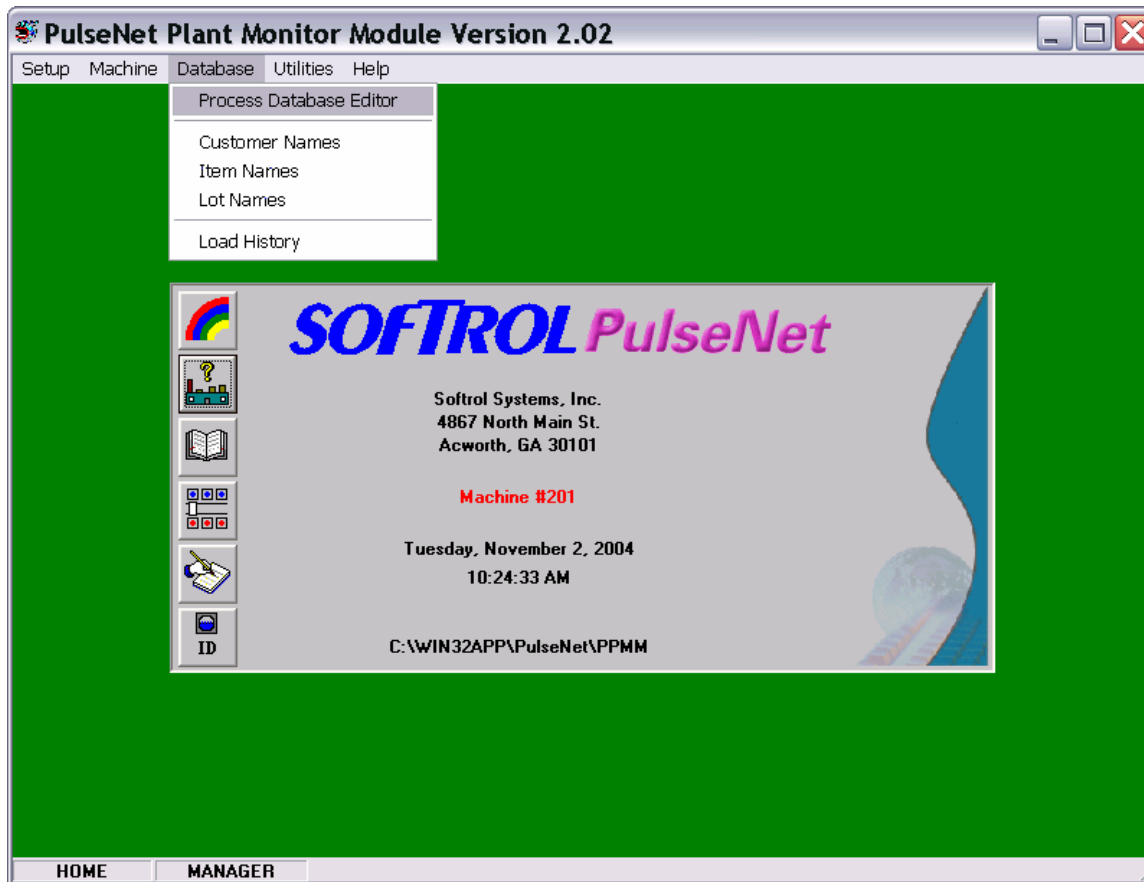 PulseNet Plant Monitor Module Version 2.02
Setup Machine Database Utilities Help
Process Database Editor
Customer Names
Item Names
Lot Names
Load History
SOFTROL PulseNet
?
Softrol Systems, Inc.
4867 North Main St.
Acworth, GA 30101
Machine #201
Tuesday, November 2, 2004
10:24:33 AM
ID
C:\WIN32APP\PulseNet\PPMM
HOME MANAGER